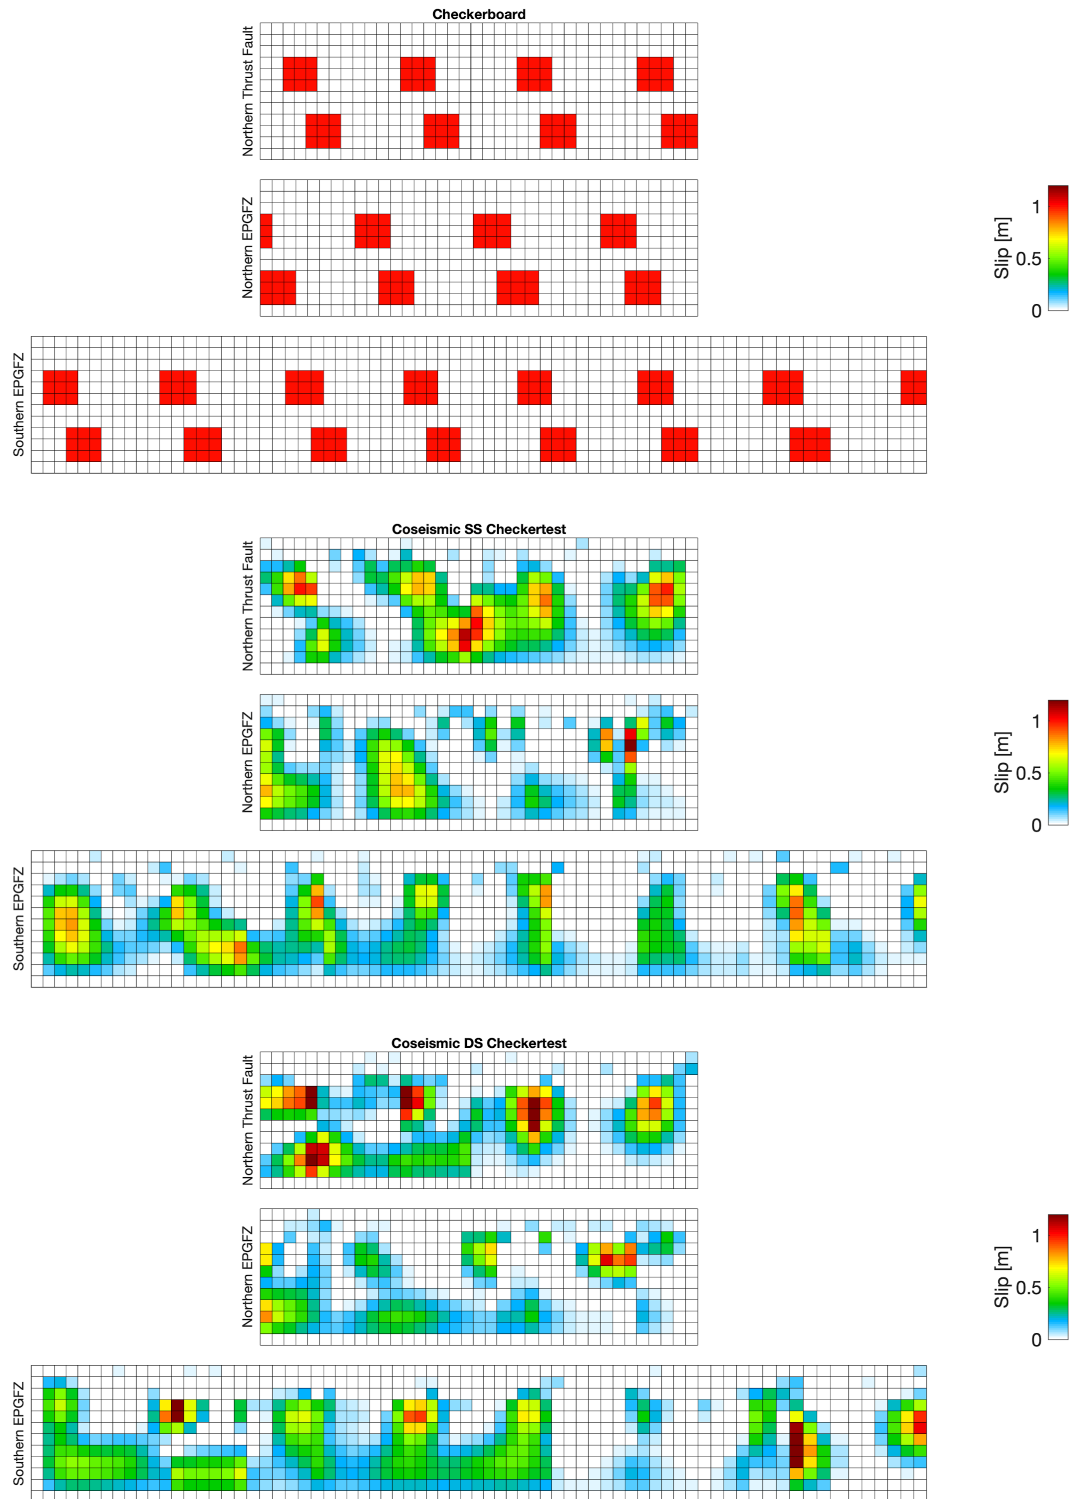 Checkerboard
Northern Thrust Fault
Northern EPGFZ
Slip [m]
1
0.5
0
Southern EPGFZ
Coseismic SS Checkertest
Northern Thrust Fault
Northern EPGFZ
Slip [m]
1
0.5
0
Southern EPGFZ
Coseismic DS Checkertest
Northern Thrust Fault
Northern EPGFZ
Slip [m]
1
0.5
0
Southern EPGFZ